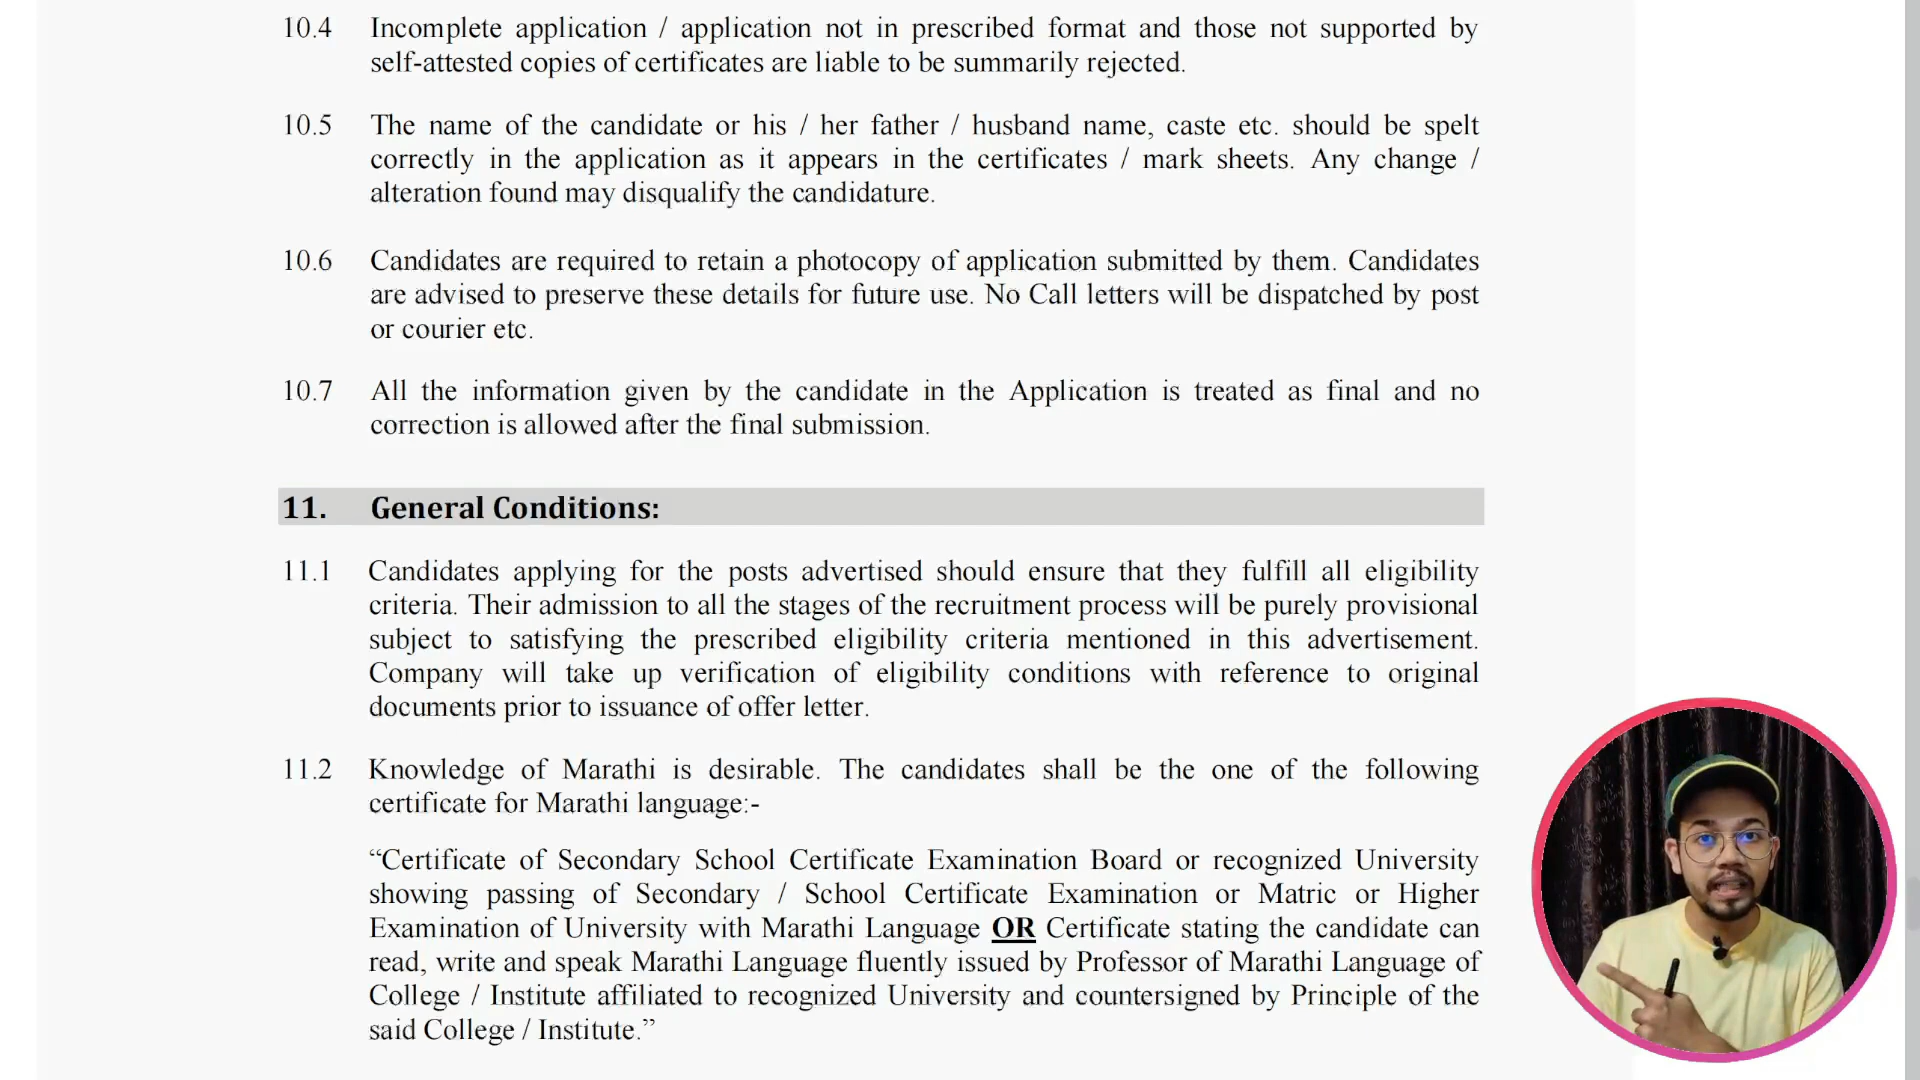 10.4 Incomplete application / application not in prescribed format and those not supported by
self-attested copies of certificates are liable to be summarily rejected.
10.5 The name of the candidate or his / her father / husband name, caste etc. should be spelt
correctly in the application as it appears in the certificates / mark sheets. Any change /
alteration found may disqualify the candidature.
10.6 Candidates are required to retain a photocopy of application submitted by them. Candidates
are advised to preserve these details for future use. No Call letters will be dispatched by post
or courier etc.
10.7 All the information given by the candidate in the Application is treated as final and no
correction is allowed after the final submission.
11. General Conditions:
11.1 Candidates applying for the posts advertised should ensure that they fulfill all eligibility
criteria. Their admission to all the stages of the recruitment process will be purely provisional
subject to satisfying the prescribed eligibility criteria mentioned in this advertisement.
Company will take up verification of eligibility conditions with reference to original
documents prior to issuance of offer letter.
11.2 Knowledge of Marathi is desirable. The candidates shall be the one of the following
certificate for Marathi language:-
“Certificate of Secondary School Certificate Examination Board or recognized University
showing passing of Secondary / School Certificate Examination or Matric or Higher
Examination of University with Marathi Language OR Certificate stating the candidate can
read, write and speak Marathi Language fluently issued by Professor of Marathi Language of
College / Institute affiliated to recognized University and countersigned by Principle of the
said College / Institute.”